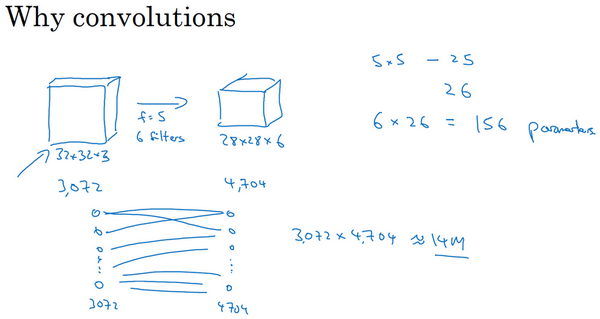 Why convolutions
5×5 - 25
26
6 × 26 = 156 parameters
f=5
6 filters
32×32×3
28×28×6
3,072
4,704
3,072 × 4,704 ≈ 14M
3072
4704